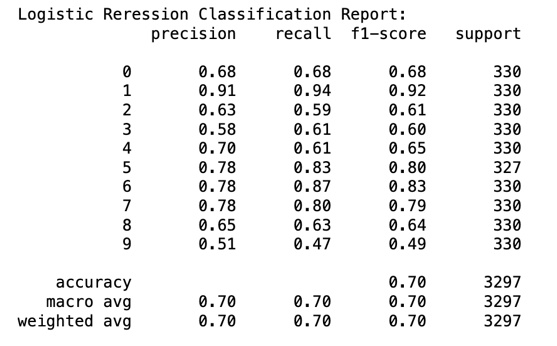 Logistic Reression Classification Report:
precision recall f1-score support
0 0.68 0.68 0.68 330
1 0.91 0.94 0.92 330
2 0.63 0.59 0.61 330
3 0.58 0.61 0.60 330
4 0.70 0.61 0.65 330
5 0.78 0.83 0.80 327
6 0.78 0.87 0.83 330
7 0.78 0.80 0.79 330
8 0.65 0.63 0.64 330
9 0.51 0.47 0.49 330
accuracy 0.70 3297
macro avg 0.70 0.70 0.70 3297
weighted avg 0.70 0.70 0.70 3297